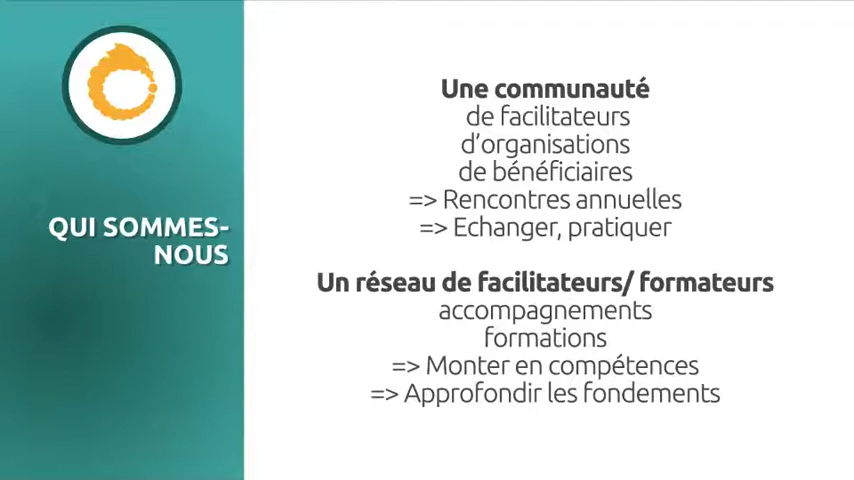 QUI SOMMES-
NOUS
Une communauté
de facilitateurs
d’organisations
de bénéficiaires
=> Rencontres annuelles
=> Echanger, pratiquer
Un réseau de facilitateurs/ formateurs
accompagnements
formations
=> Monter en compétences
=> Approfondir les fondements